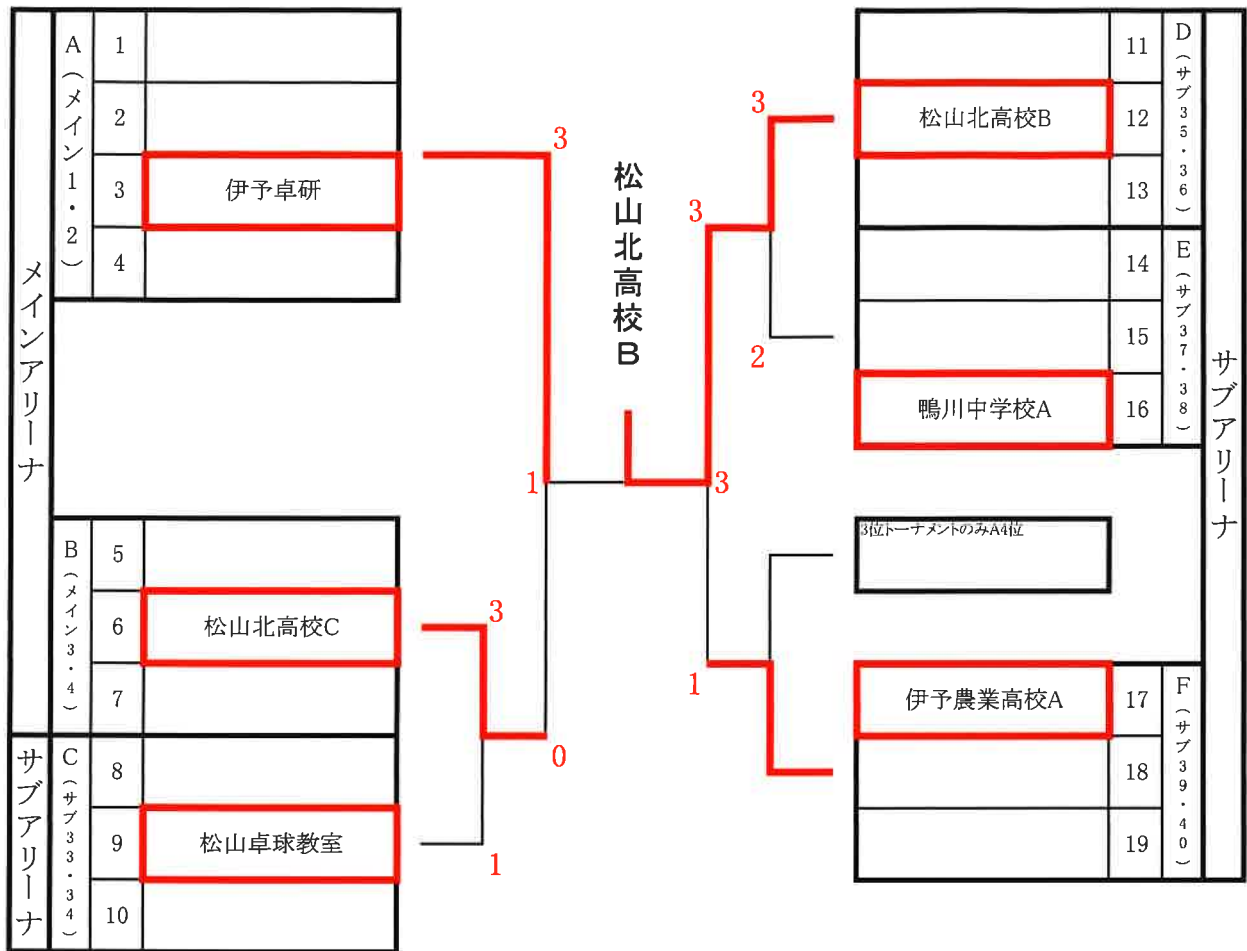 メインアリーナ
A(メイン1・2)
1
2
3 伊予卓研
4
B(メイン3・4)
5
6 松山北高校C
7
サブアリーナ
C(サブ33・34)
8
9 松山卓球教室
10
3
3
1
0
1
松山北高校B
3
3
2
3
1
サブアリーナ
D(サブ35・36)
11
松山北高校B 12
13
E(サブ37・38)
14
15
鴨川中学校A 16
3位トーナメントのみA4位
F(サブ39・40)
伊予農業高校A 17
18
19